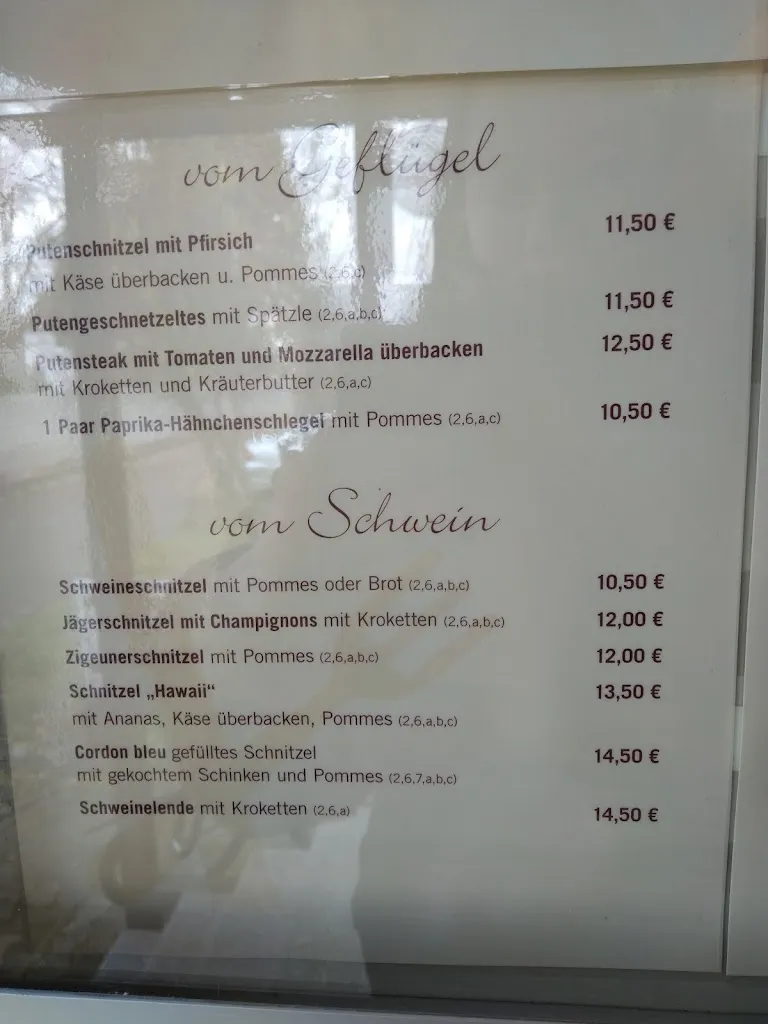 vom Geflügel
Putenschnitzel mit Pfirsich 11,50 €
mit Käse überbacken u. Pommes (2,6,c)
Putengeschnetzeltes mit Spätzle (2,6,a,b,c) 11,50 €
Putensteak mit Tomaten und Mozzarella überbacken 12,50 €
mit Kroketten und Kräuterbutter (2,6,a,c)
1 Paar Paprika-Hähnchenschlegel mit Pommes (2,6,a,c) 10,50 €
vom Schwein
Schweineschnitzel mit Pommes oder Brot (2,6,a,b,c) 10,50 €
Jägerschnitzel mit Champignons mit Kroketten (2,6,a,b,c) 12,00 €
Zigeunerschnitzel mit Pommes (2,6,a,b,c) 12,00 €
Schnitzel „Hawaii“ 13,50 €
mit Ananas, Käse überbacken, Pommes (2,6,a,b,c)
Cordon bleu gefülltes Schnitzel 14,50 €
mit gekochtem Schinken und Pommes (2,6,7,a,b,c)
Schweinelende mit Kroketten (2,6,a) 14,50 €